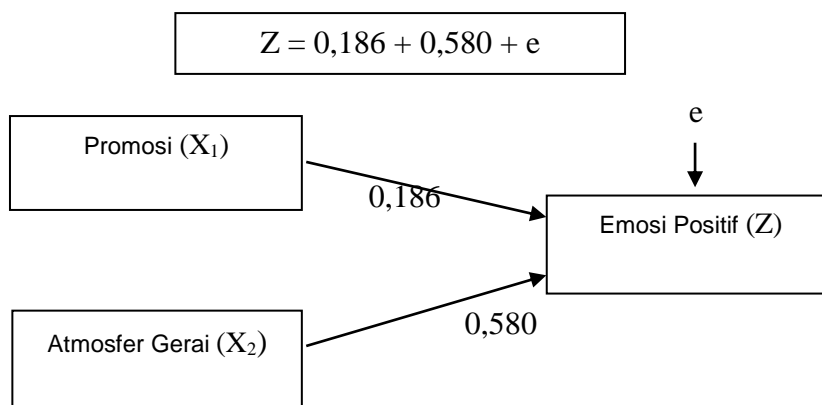 Z = 0,186 + 0,580 + e
e
Promosi (X₁)
0,186
Emosi Positif (Z)
0,580
Atmosfer Gerai (X₂)